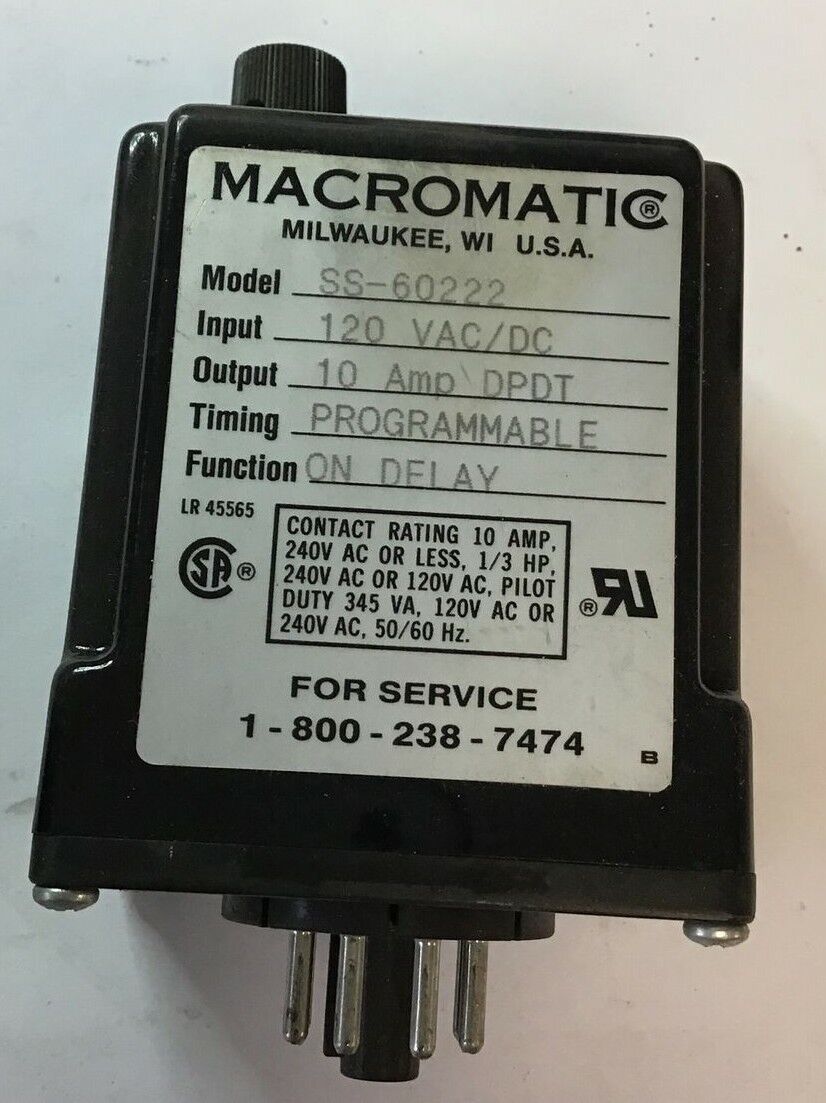 MACROMATIC®
MILWAUKEE, WI U.S.A.
Model SS-60222
Input 120 VAC/DC
Output 10 Amp DPDT
Timing PROGRAMMABLE
Function ON DELAY
LR 45565
CONTACT RATING 10 AMP,
240V AC OR LESS, 1/3 HP,
240V AC OR 120V AC, PILOT
DUTY 345 VA, 120V AC OR
240V AC, 50/60 Hz.
SA ®
® RU
FOR SERVICE
1-800-238-7474
B